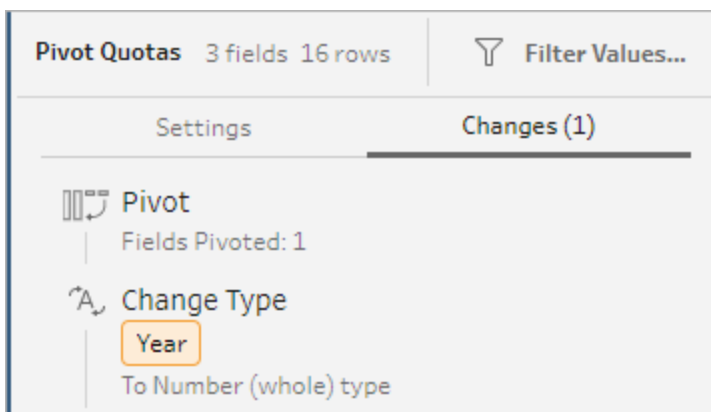 Pivot Quotas 3 fields 16 rows Filter Values...
Settings Changes (1)
Pivot
Fields Pivoted: 1
Change Type
Year
To Number (whole) type